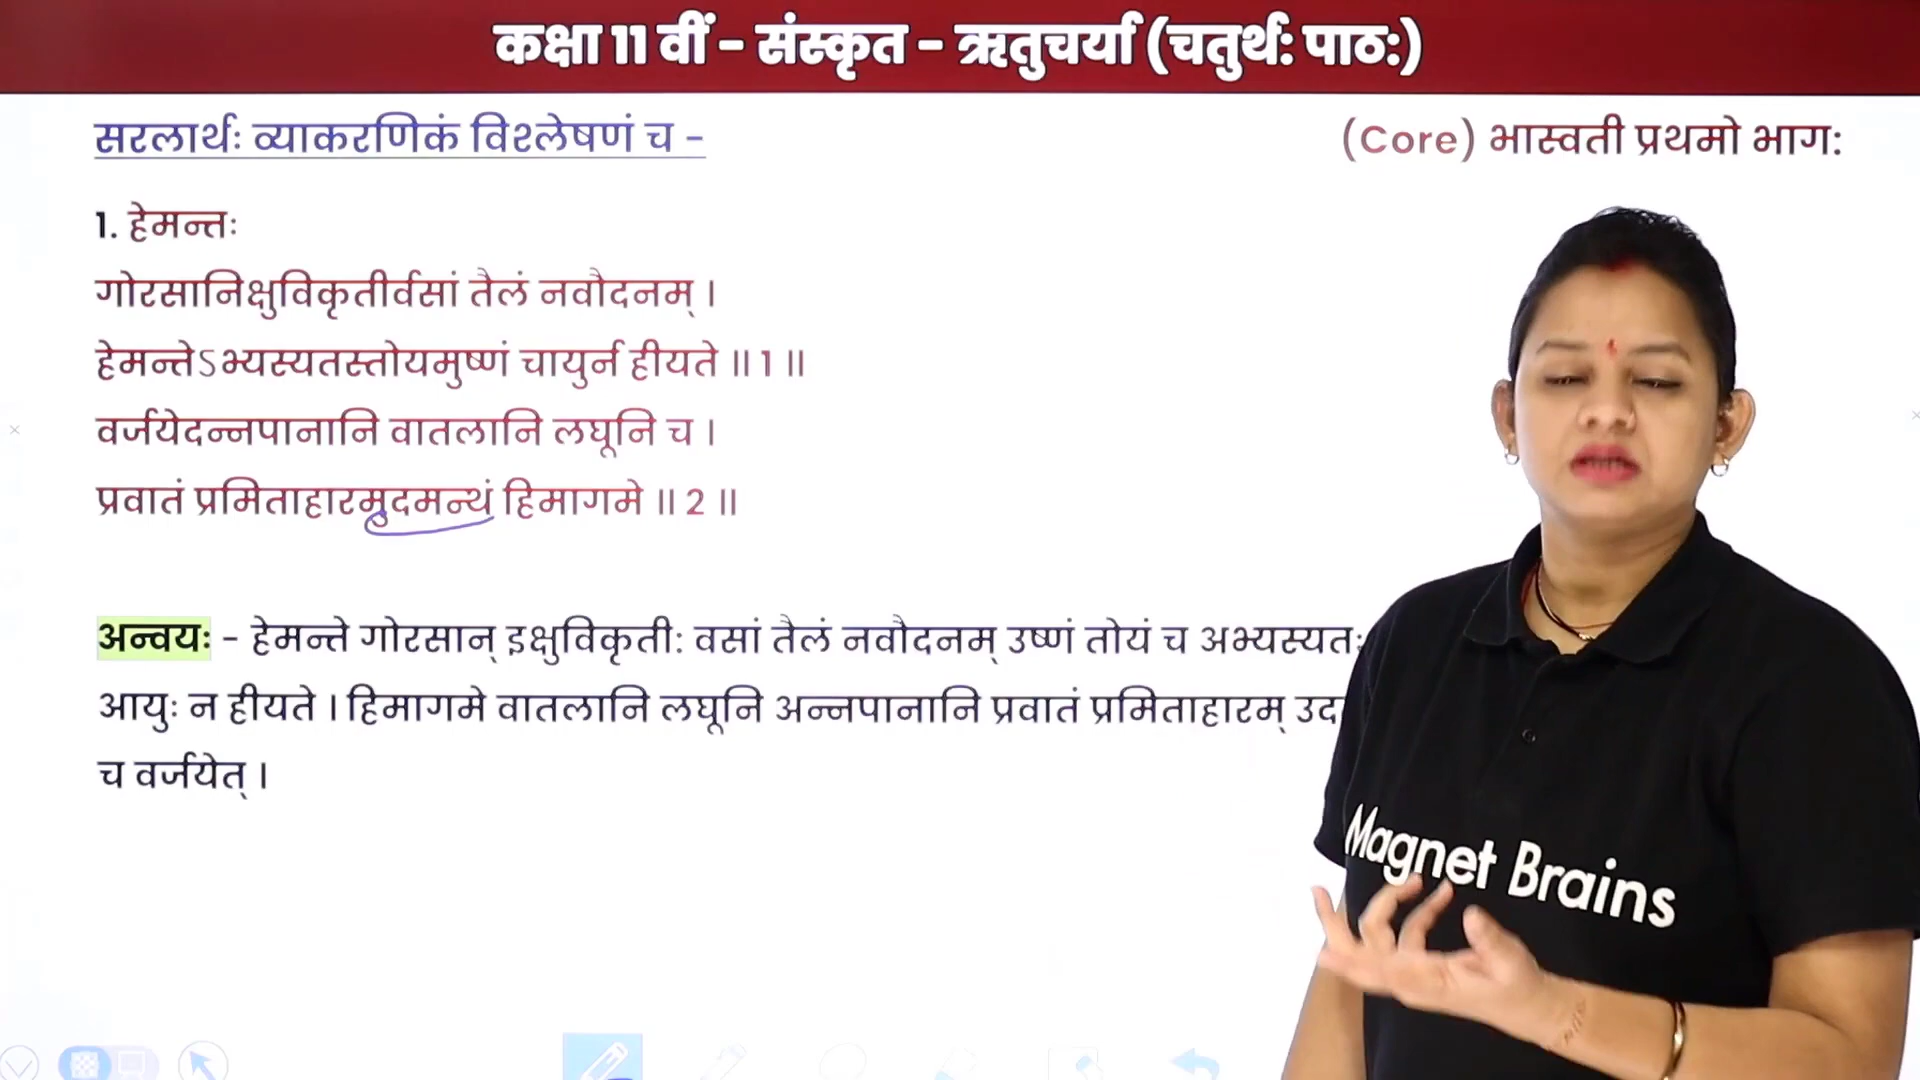 कक्षा 11 वीं - संस्कृत - ऋतुचर्या (चतुर्थ: पाठ:)
सरलार्थः व्याकरणिकं विश्लेषणं च -
(Core) भास्वती प्रथमो भाग:
1. हेमन्तः
गोरसानिक्षुविकृतीर्वसां तैलं नवौदनम् ।
हेमन्तेऽभ्यस्यतस्तोयमुष्णं चायुर्न हीयते ॥ 1 ॥
वर्जयेदन्नपानानि वातलानि लघूनि च ।
प्रवातं प्रमिताहारमुदमन्थं हिमागमे ॥ 2 ॥
अन्वयः - हेमन्ते गोरसान् इक्षुविकृती: वसां तैलं नवौदनम् उष्णं तोयं च अभ्यस्यतः
आयुः न हीयते । हिमागमे वातलानि लघूनि अन्नपानानि प्रवातं प्रमिताहारम्
च वर्जयेत् ।
Magnet Brains